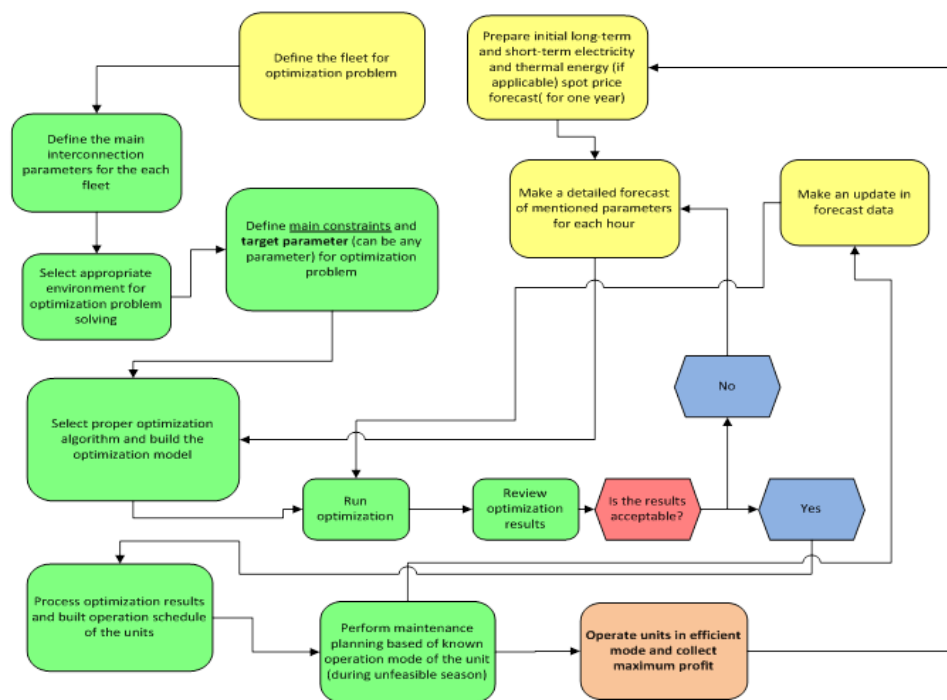 Define the fleet for
optimization problem
Prepare initial long-term
and short-term electricity
and thermal energy (if
applicable) spot price
forecast( for one year)
Define the main
interconnection
parameters for the each
fleet
Make a detailed forecast
of mentioned parameters
for each hour
Make an update in
forecast data
Define main constraints and
target parameter (can be any
parameter) for optimization
problem
Select appropriate
environment for
optimization problem
solving
No
Select proper optimization
algorithm and build the
optimization model
Run
optimization
Review
optimization
results
Is the results
acceptable?
Yes
Process optimization results
and built operation schedule
of the units
Perform maintenance
planning based of known
operation mode of the unit
(during unfeasible season)
Operate units in efficient
mode and collect
maximum profit